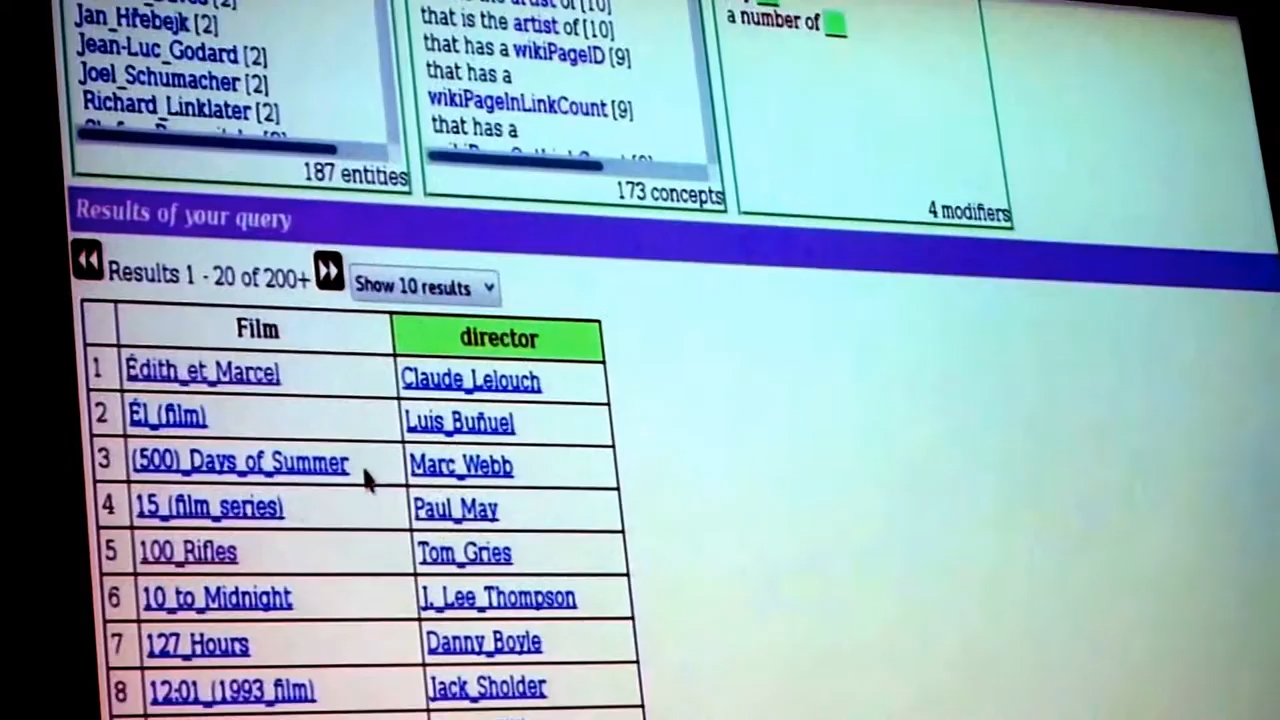 Jan_Hřebejk [2]
Jean-Luc_Godard [2]
Joel_Schumacher [2]
Richard_Linklater [2]
187 entities
that is the artist of [10]
that has a wikiPageID [9]
that has a
wikiPageInLinkCount [9]
that has a
173 concepts
a number of
4 modifiers
Results of your query
Results 1 - 20 of 200+ Show 10 results
Film director
1 Édith_et_Marcel Claude_Lelouch
2 Él_(film) Luis_Buñuel
3 (500)_Days_of_Summer Marc_Webb
4 15_(film_series) Paul_May
5 100_Rifles Tom_Gries
6 10_to_Midnight J._Lee_Thompson
7 127_Hours Danny_Boyle
8 12:01_(1993_film) Jack_Sholder